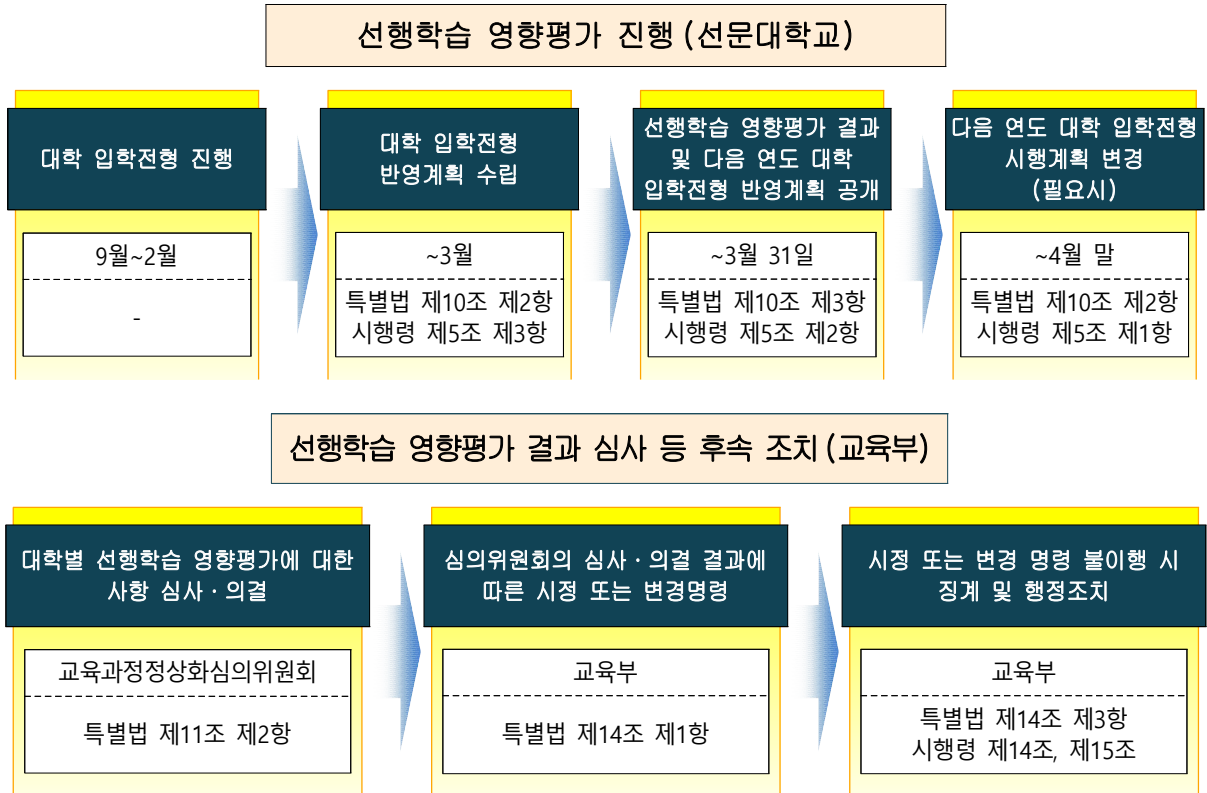 선행학습 영향평가 진행(선문대학교)
대학 입학전형 진행
9월~2월
-
대학 입학전형
반영계획 수립
~3월
특별법 제10조 제2항
시행령 제5조 제3항
선행학습 영향평가 결과
및 다음 연도 대학
입학전형 반영계획 공개
~3월 31일
특별법 제10조 제3항
시행령 제5조 제2항
다음 연도 대학 입학전형
시행계획 변경
(필요시)
~4월 말
특별법 제10조 제2항
시행령 제5조 제1항
선행학습 영향평가 결과 심사 등 후속 조치(교육부)
대학별 선행학습 영향평가에 대한
사항 심사·의결
교육과정정상화심의위원회
특별법 제11조 제2항
심의위원회의 심사·의결 결과에
따른 시정 또는 변경명령
교육부
특별법 제14조 제1항
시정 또는 변경 명령 불이행 시
징계 및 행정조치
교육부
특별법 제14조 제3항
시행령 제14조, 제15조